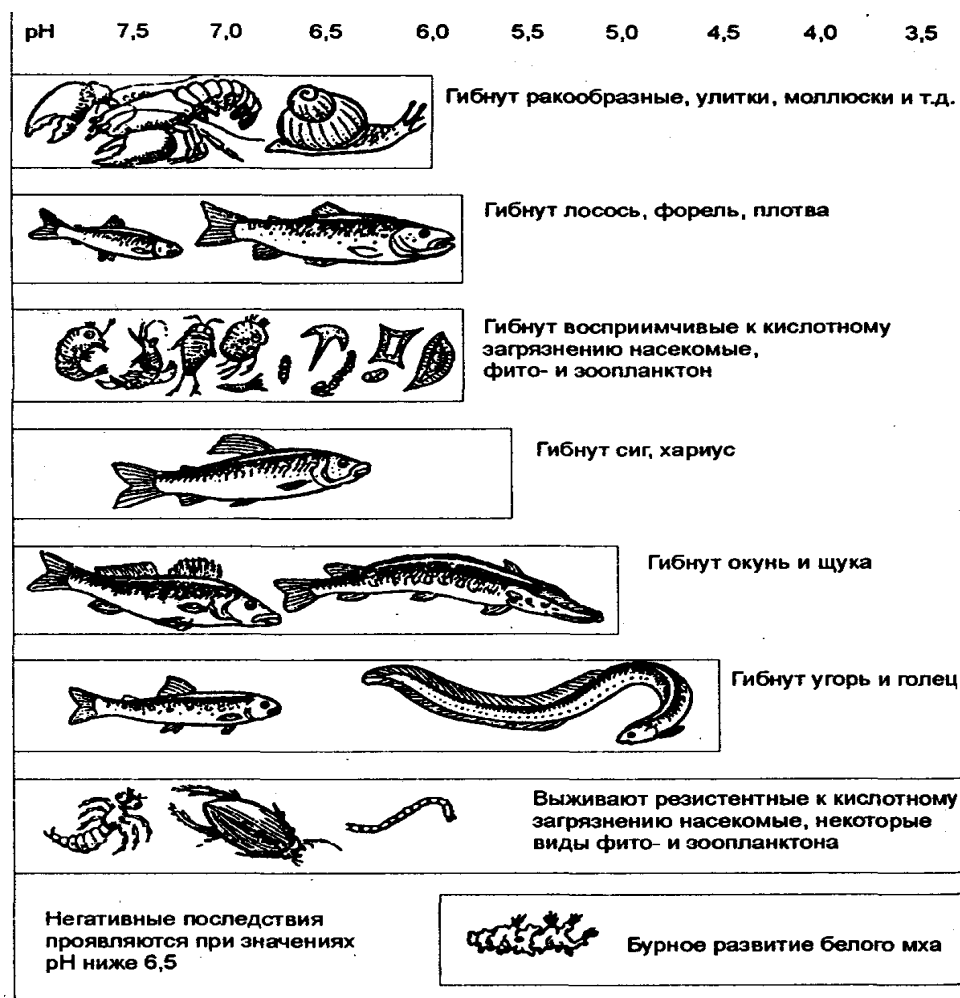 pH 7,5 7,0 6,5 6,0 5,5 5,0 4,5 4,0 3,5
Гибнут ракообразные, улитки, моллюски и т.д.
Гибнут лосось, форель, плотва
Гибнут восприимчивые к кислотному
загрязнению насекомые,
фито- и зоопланктон
Гибнут сиг, хариус
Гибнут окунь и щука
Гибнут угорь и голец
Выживают резистентные к кислотному
загрязнению насекомые, некоторые
виды фито- и зоопланктона
Негативные последствия
проявляются при значениях
pH ниже 6,5
Бурное развитие белого мха